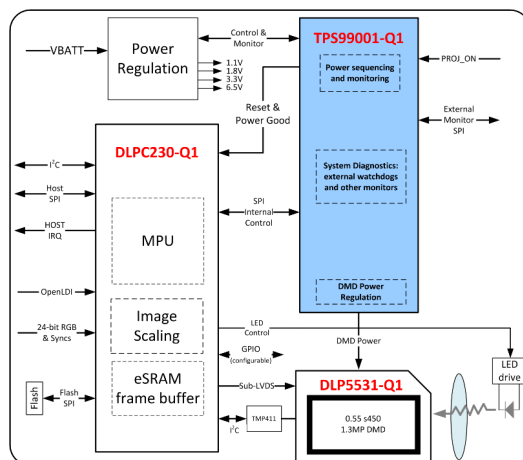 VBATT
Power
Regulation
Control &
Monitor
1.1V
1.8V
3.3V
6.5V
TPS99001-Q1
Power sequencing
and monitoring
PROJ_ON
External
Monitor
SPI
Reset &
Power Good
DLPC230-Q1
I²C
Host
SPI
HOST
IRQ
MPU
SPI
Internal
Control
System Diagnostics:
external watchdogs
and other monitors
DMD Power
Regulation
OpenLDI
24-bit RGB
& Syncs
Image
Scaling
LED
Control
GPIO
(configurable)
DMD Power
LED
drive
eSRAM
frame buffer
Flash
Flash
SPI
Sub-LVDS
I²C
TMP411
DLP5531-Q1
0.55 s450
1.3MP DMD